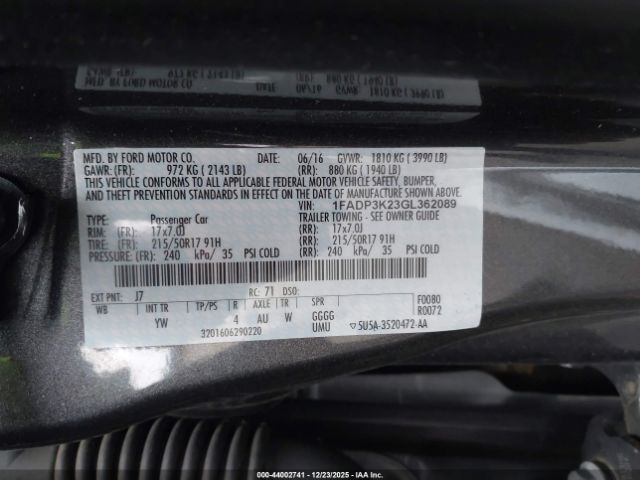 MFD. BY FORD MOTOR CO. DATE: 06/16 GVWR: 1810 KG ( 3990 LB)
GAWR: (FR): 972 KG ( 2143 LB) (RR): 880 KG ( 1940 LB)
THIS VEHICLE CONFORMS TO ALL APPLICABLE FEDERAL MOTOR VEHICLE SAFETY, BUMPER,
AND THEFT PREVENTION STANDARDS IN EFFECT ON THE DATE OF MANUFACTURE SHOWN ABOVE.
VIN: 1FADP3K23GL362089
TYPE: Passenger Car TRAILER TOWING - SEE OWNER GUIDE
RIM: (FR): 17x7.0J (RR): 17x7.0J
TIRE: (FR): 215/50R17 91H (RR): 215/50R17 91H
PRESSURE: (FR): 240 kPa/ 35 PSI COLD (RR): 240 kPa/ 35 PSI COLD
EXT PNT: J7 RC: 71 DSO: F0080
WB INT TR TP/PS R AXLE TR SPR R0072
YW 4 AU W GGGG
3201606290220 UMU 5U5A-3520472-AA
000-44002741 - 12/23/2025 - IAAI.com